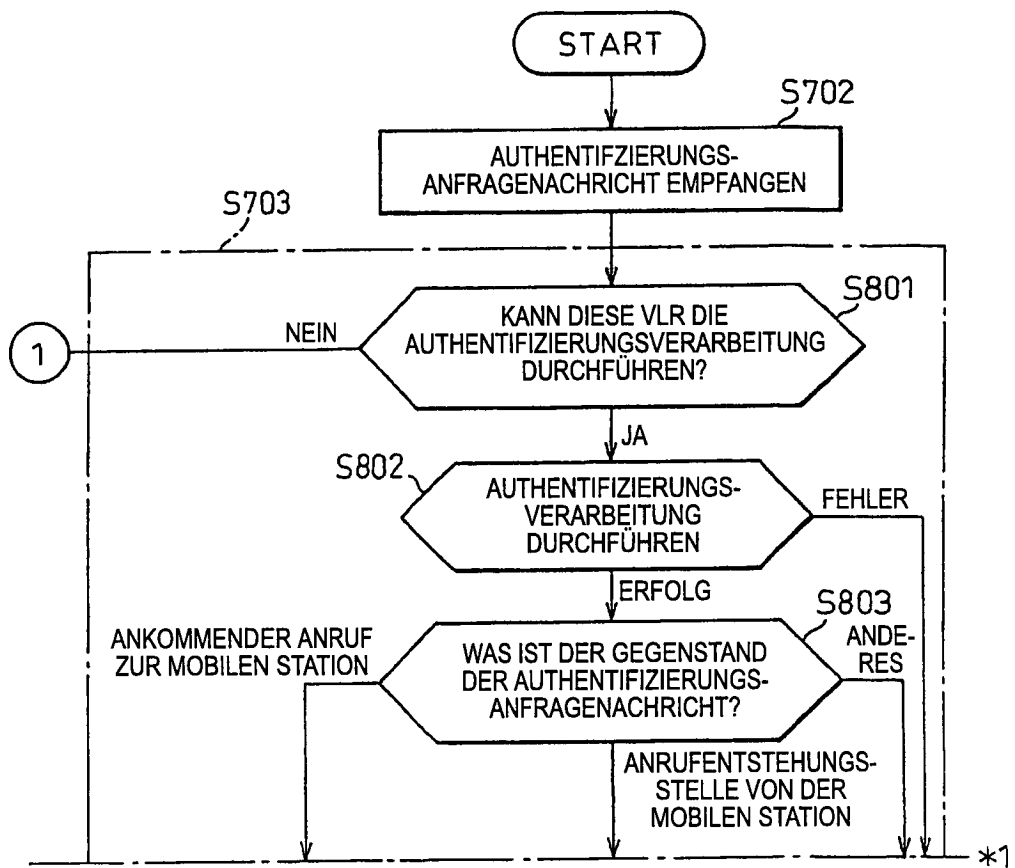 START
S702
AUTHENTIFZIERUNGS-
ANFRAGENACHRICHT EMPFANGEN
S703
S801
KANN DIESE VLR DIE
AUTHENTIFIZIERUNGSVERARBEITUNG
DURCHFÜHREN?
NEIN
1
JA
S802
AUTHENTIFIZIERUNGS-
VERARBEITUNG
DURCHFÜHREN
FEHLER
ERFOLG
S803
ANKOMMENDER ANRUF
ZUR MOBILEN STATION
WAS IST DER GEGENSTAND
DER AUTHENTIFIZIERUNGS-
ANFRAGENACHRICHT?
ANDE-
RES
ANRUFENTSTEHUNGS-
STELLE VON DER
MOBILEN STATION
*1